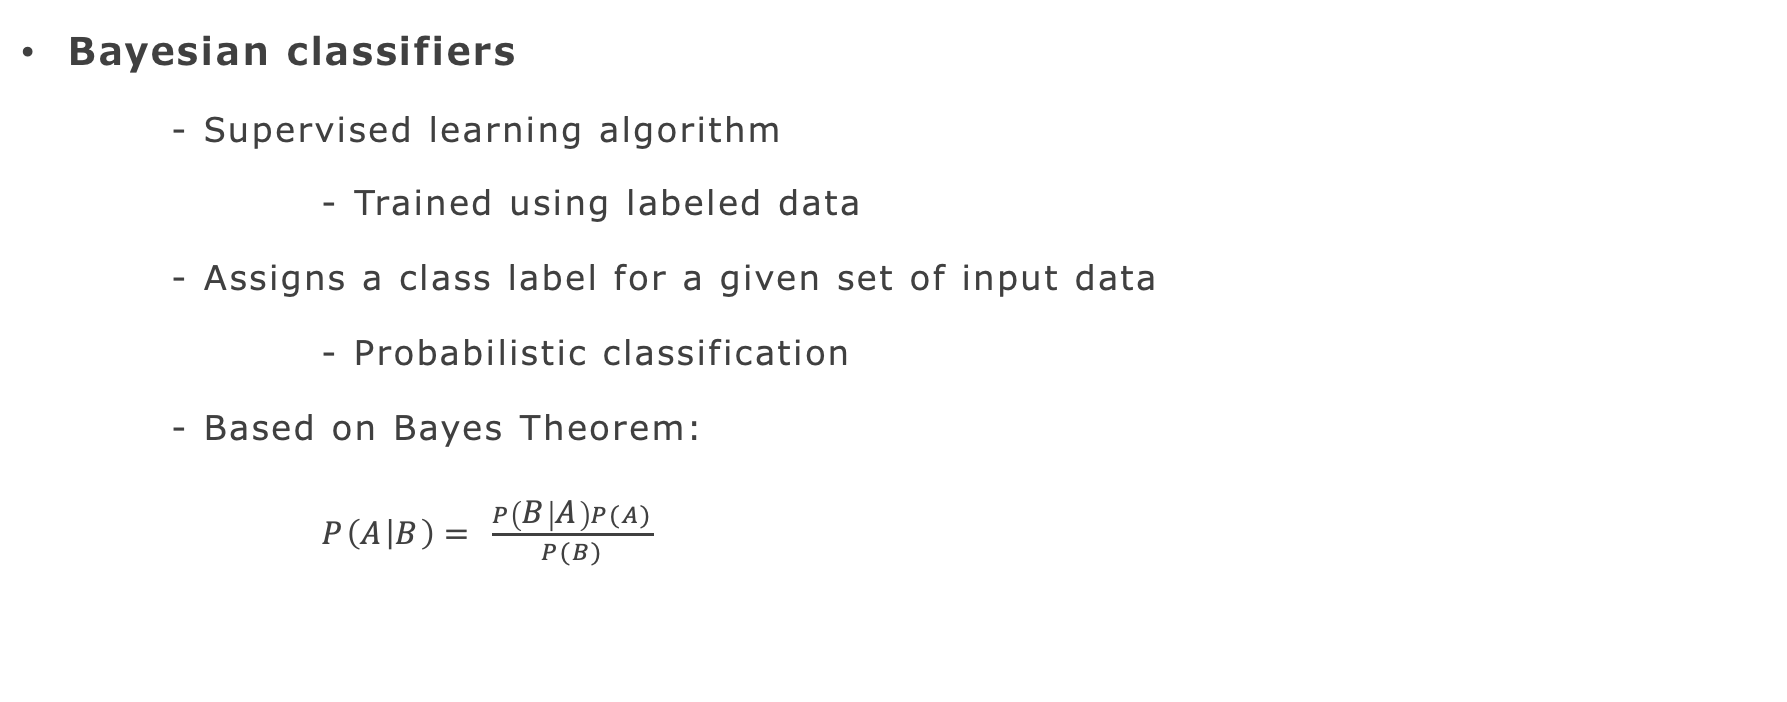 • Bayesian classifiers
- Supervised learning algorithm
- Trained using labeled data
- Assigns a class label for a given set of input data
- Probabilistic classification
- Based on Bayes Theorem:
P(A|B) = P(B|A)P(A) / P(B)